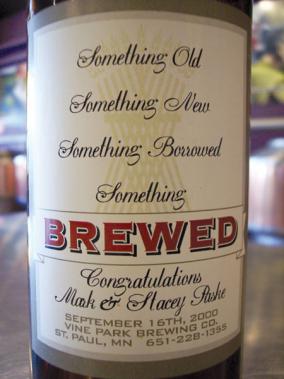 Something Old
Something New
Something Borrowed
Something
BREWED
Congratulations
Mark & Stacey Paske
SEPTEMBER 16TH, 2000
VINE PARK BREWING CO.
ST. PAUL, MN 651-228-1355